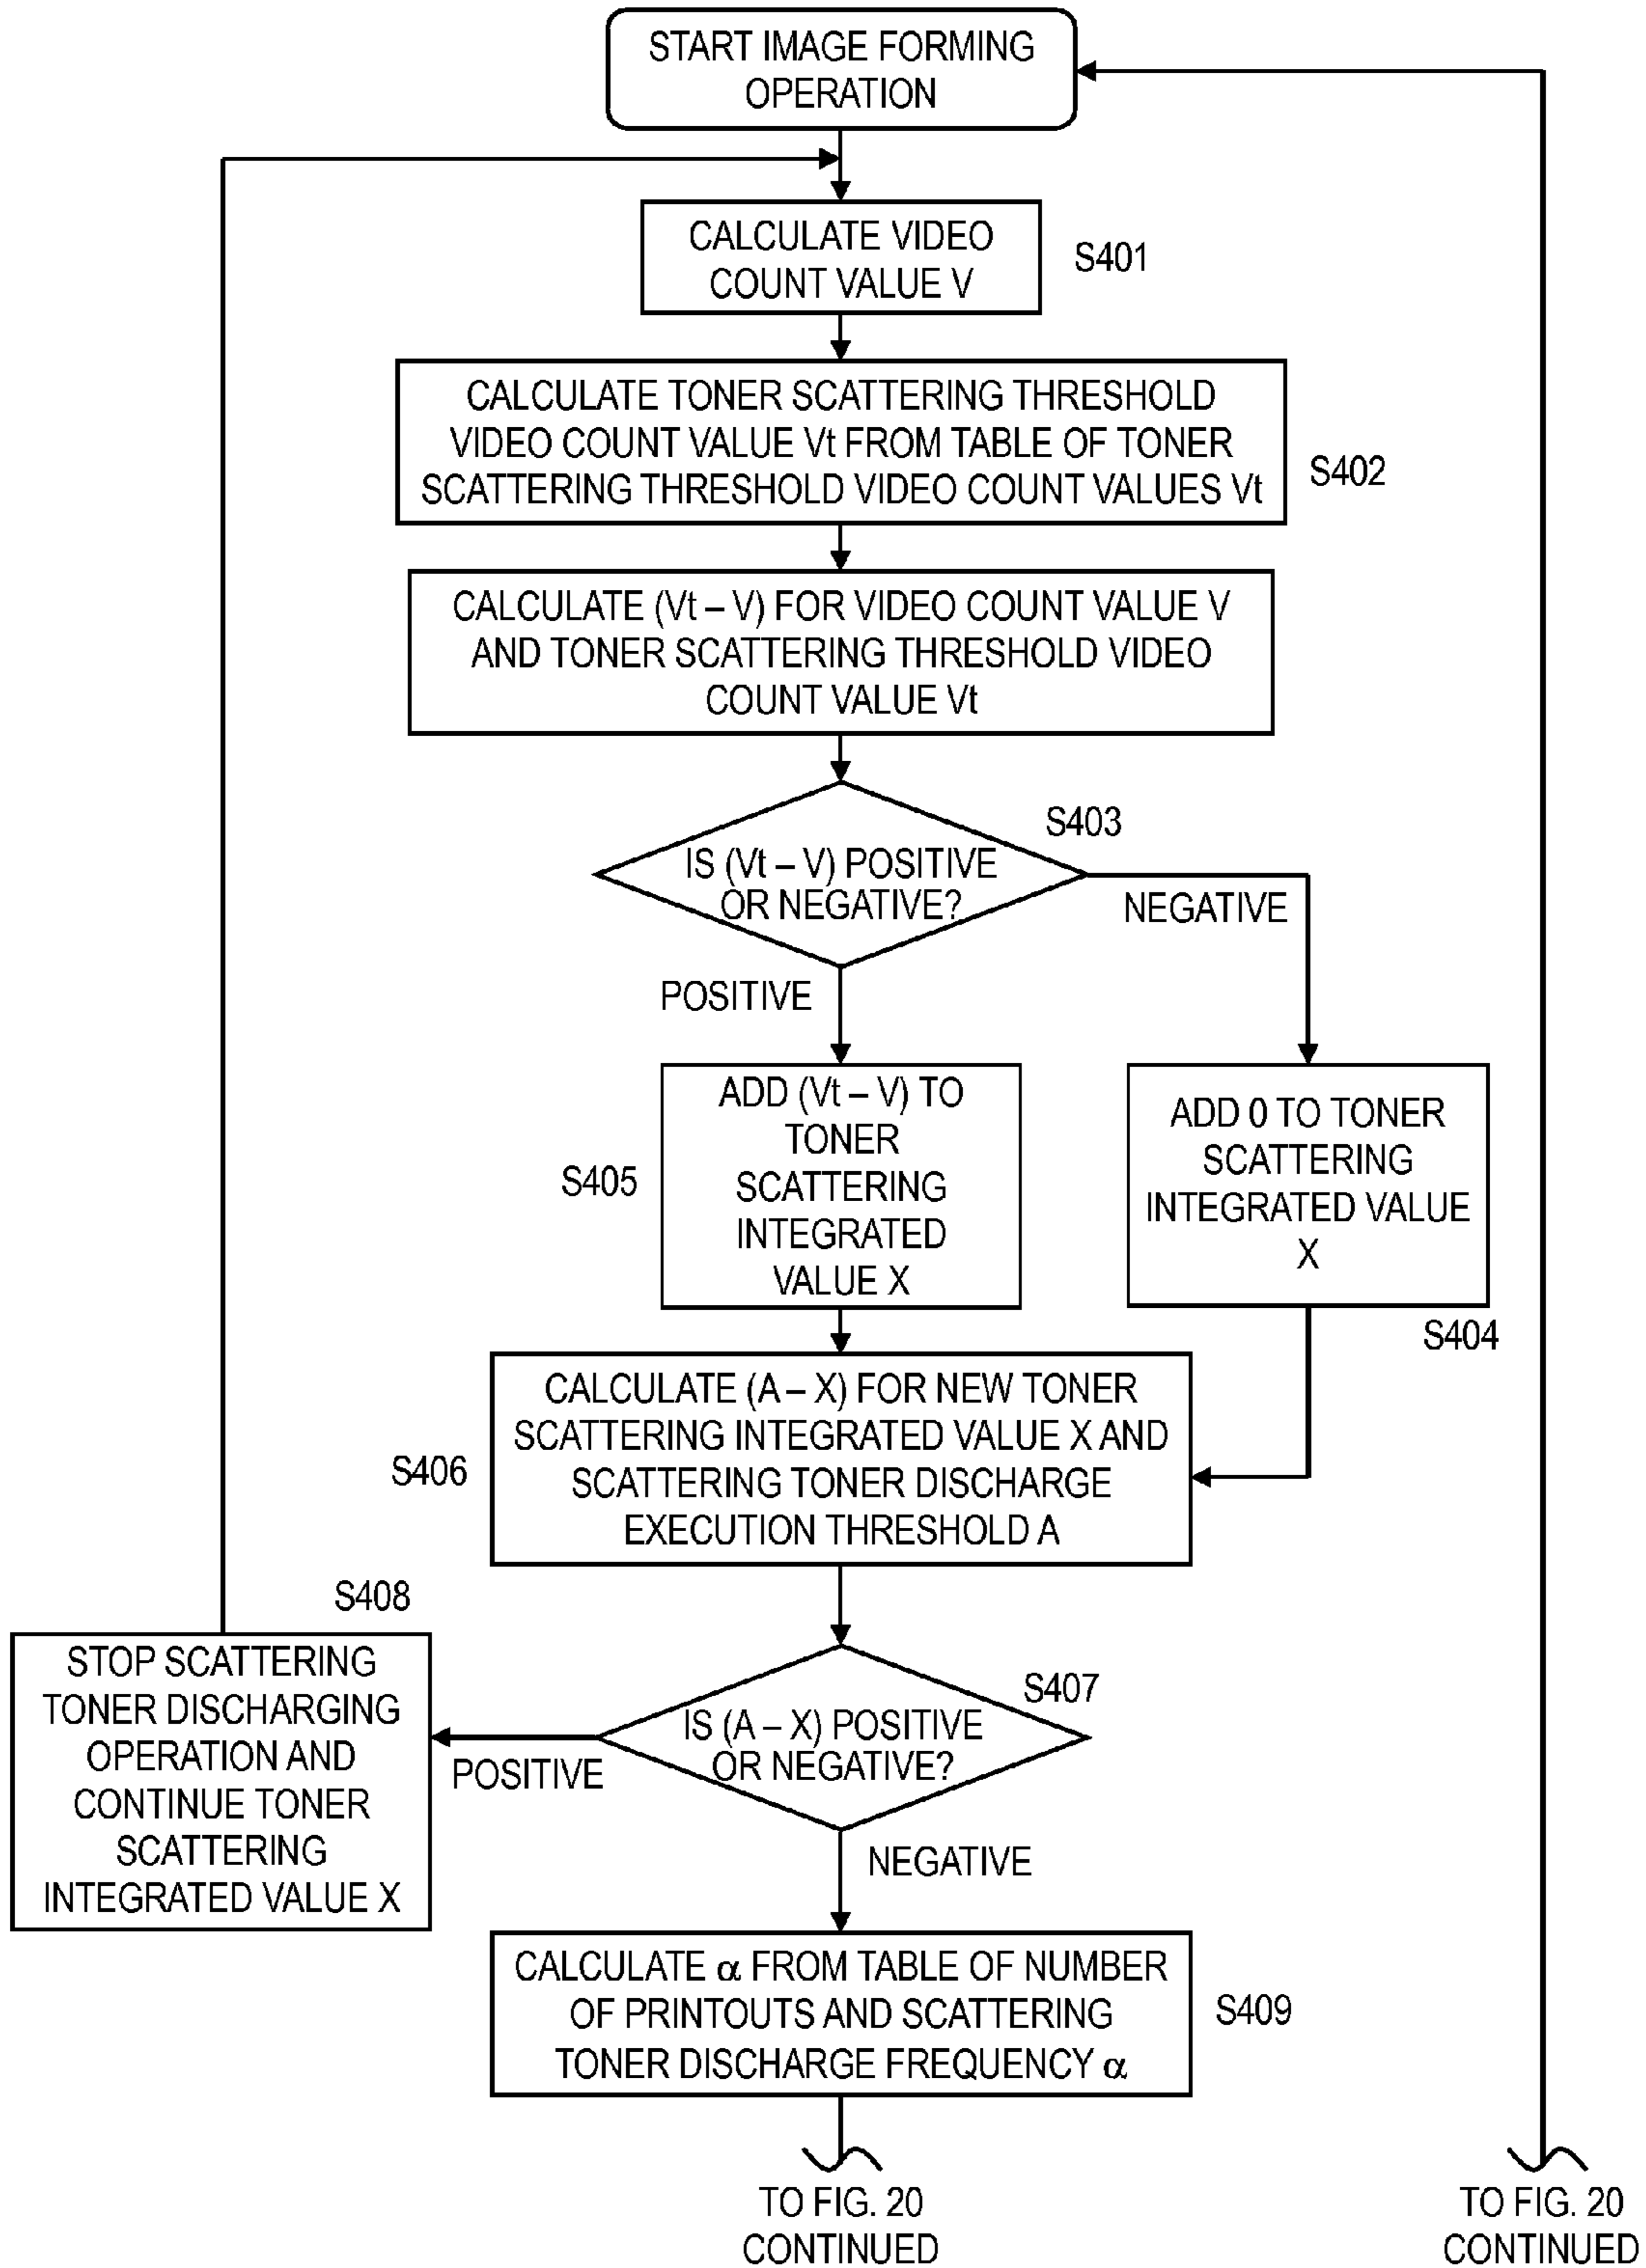 START IMAGE FORMING
OPERATION
CALCULATE VIDEO
COUNT VALUE V
S401
CALCULATE TONER SCATTERING THRESHOLD
VIDEO COUNT VALUE Vt FROM TABLE OF TONER
SCATTERING THRESHOLD VIDEO COUNT VALUES Vt
S402
CALCULATE (Vt – V) FOR VIDEO COUNT VALUE V
AND TONER SCATTERING THRESHOLD VIDEO
COUNT VALUE Vt
S403
IS (Vt – V) POSITIVE
OR NEGATIVE?
NEGATIVE
POSITIVE
ADD (Vt – V) TO
TONER
SCATTERING
INTEGRATED
VALUE X
S405
ADD 0 TO TONER
SCATTERING
INTEGRATED VALUE
X
S404
CALCULATE (A – X) FOR NEW TONER
SCATTERING INTEGRATED VALUE X AND
SCATTERING TONER DISCHARGE
EXECUTION THRESHOLD A
S406
S408
STOP SCATTERING
TONER DISCHARGING
OPERATION AND
CONTINUE TONER
SCATTERING
INTEGRATED VALUE X
S407
IS (A – X) POSITIVE
OR NEGATIVE?
POSITIVE
NEGATIVE
CALCULATE α FROM TABLE OF NUMBER
OF PRINTOUTS AND SCATTERING
TONER DISCHARGE FREQUENCY α
S409
TO FIG. 20
CONTINUED
TO FIG. 20
CONTINUED